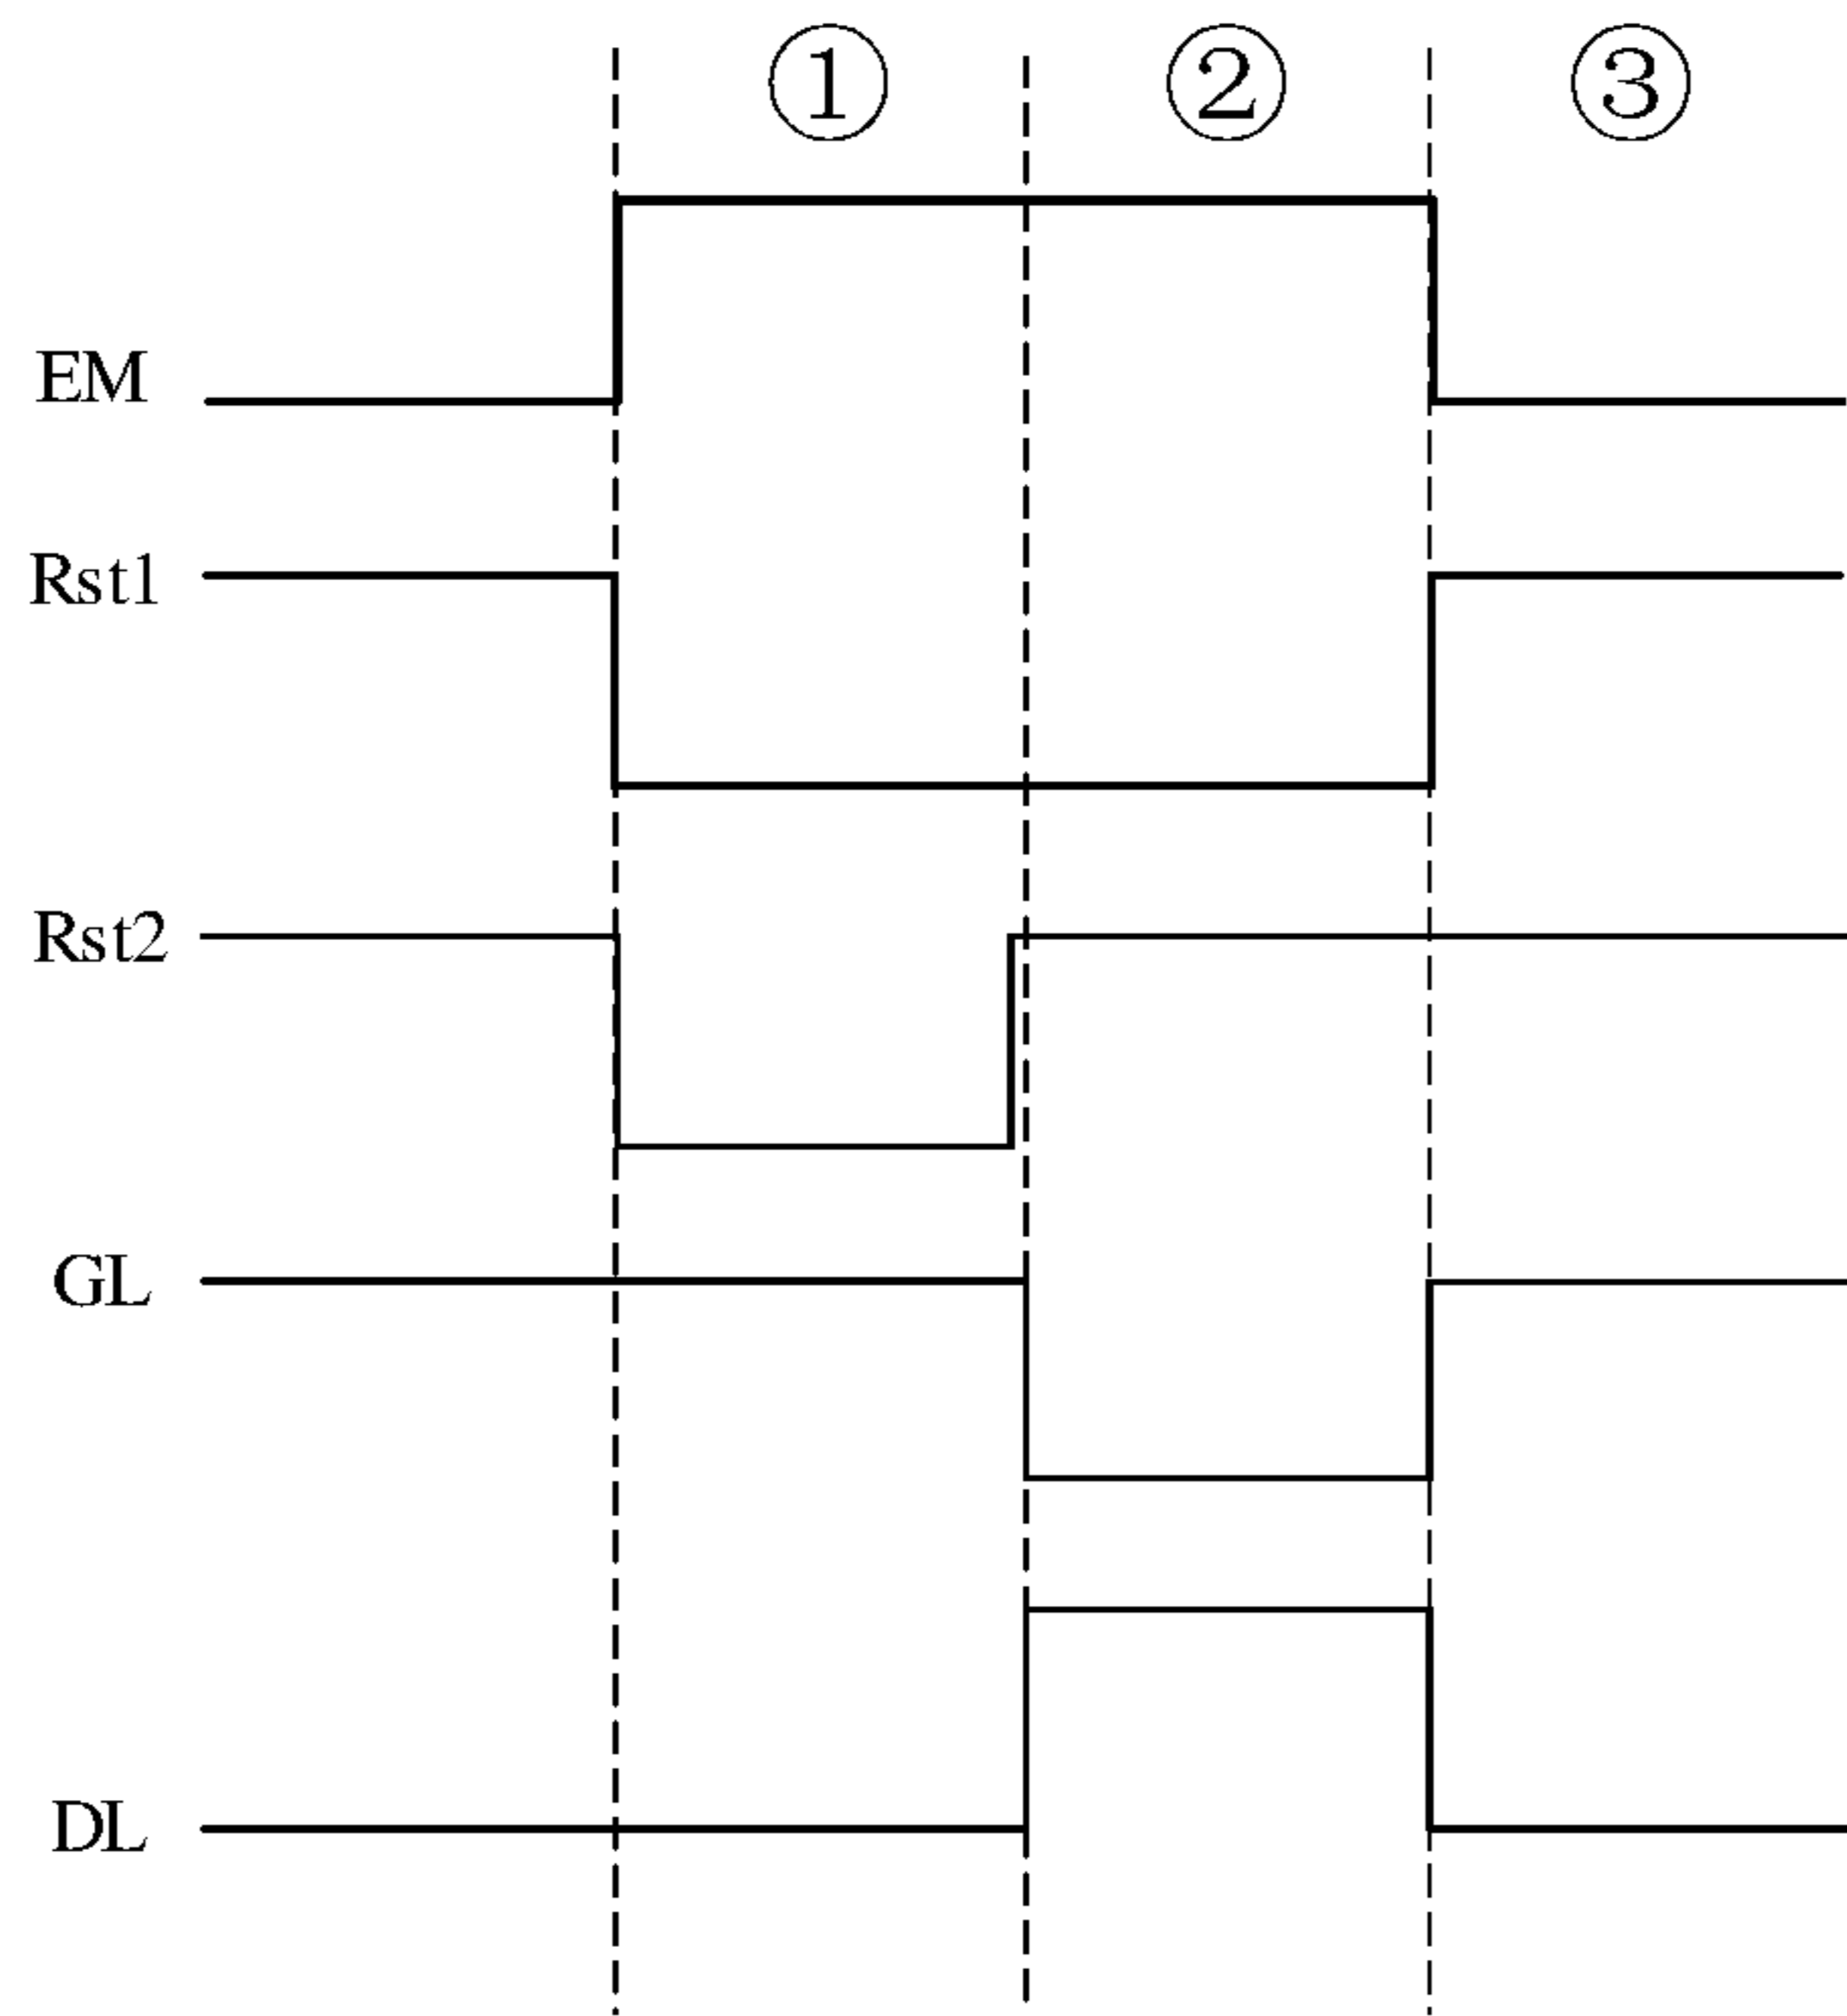 ① ② ③
EM
Rst1
Rst2
GL
DL